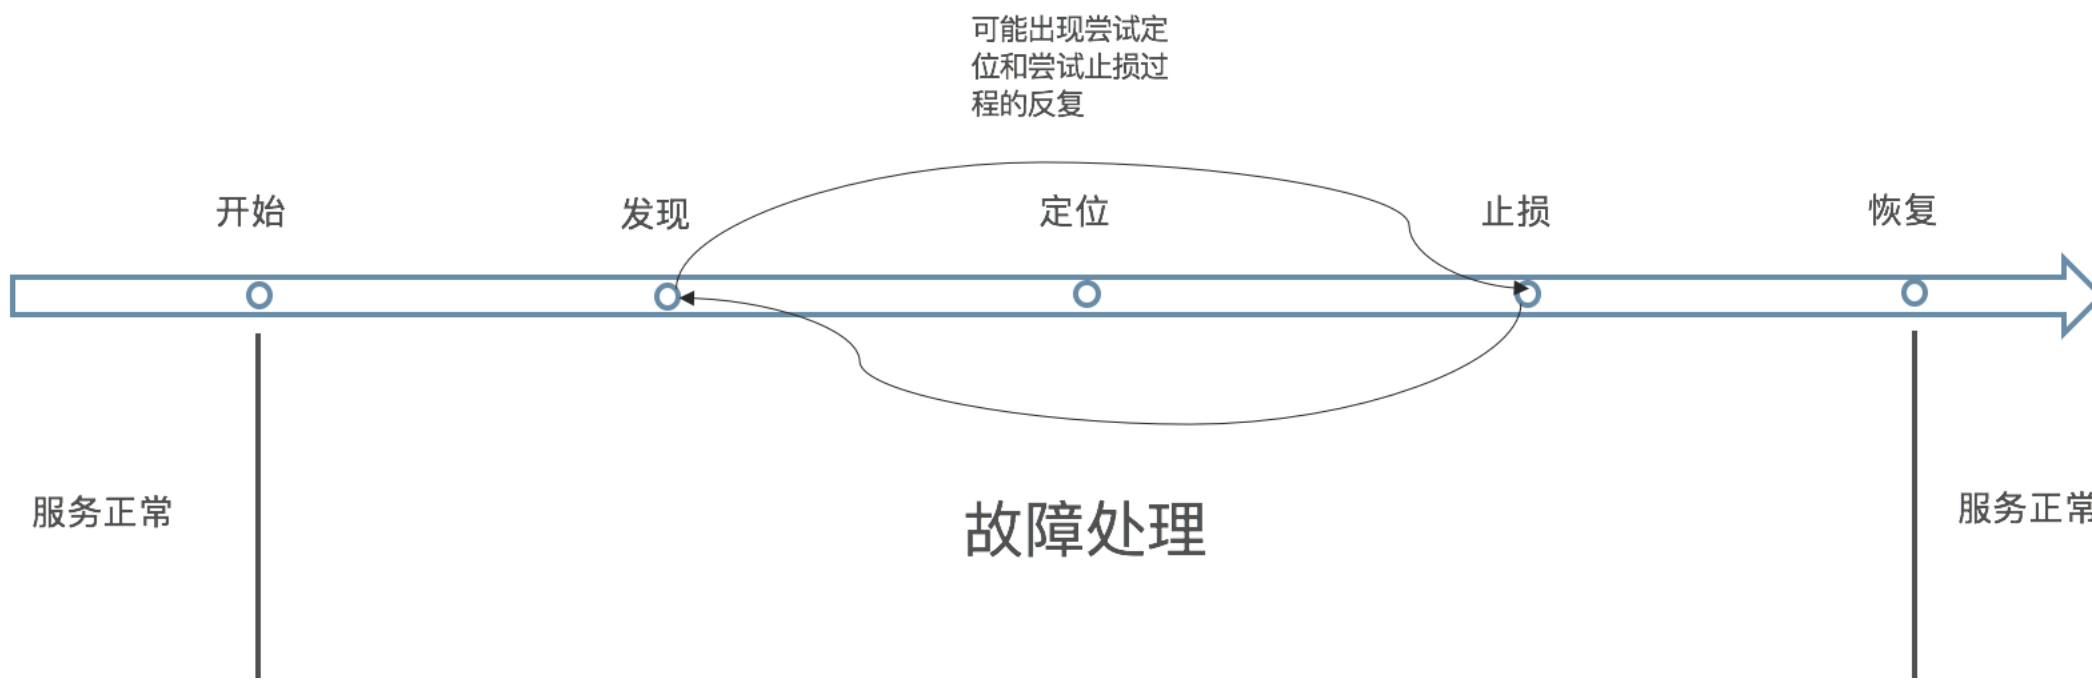 可能出现尝试定
位和尝试止损过
程的反复
开始
发现
定位
止损
恢复
服务正常
故障处理
服务正常